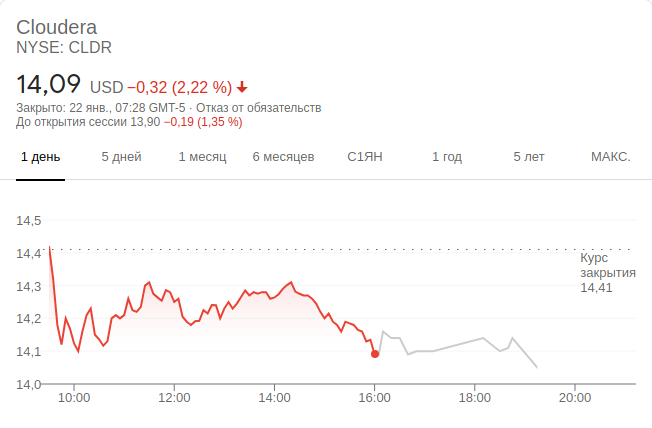 Cloudera
NYSE: CLDR
14,09 USD −0,32 (2,22 %)
Закрыто: 22 янв., 07:28 GMT-5 · Отказ от обязательств
До открытия сессии 13,90 −0,19 (1,35 %)
1 день 5 дней 1 месяц 6 месяцев С1ЯН 1 год 5 лет МАКС.
14,5
14,4
Курс
закрытия
14,3
14,41
14,2
14,1
14,0
10:00 12:00 14:00 16:00 18:00 20:00